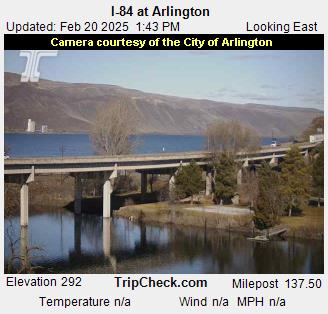 I-84 at Arlington
Updated: Feb 20 2025 1:43 PM Looking East
Camera courtesy of the City of Arlington
Elevation 292 TripCheck.com Milepost 137.50
Temperature n/a Wind n/a MPH n/a